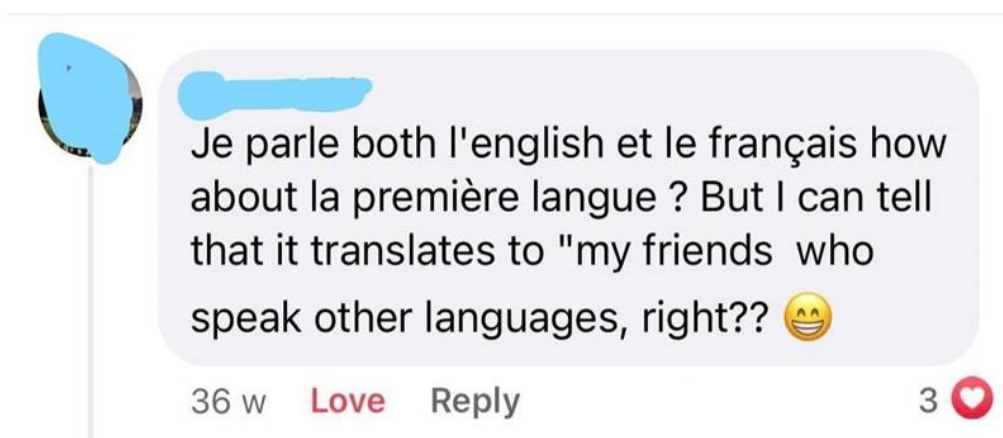 Je parle both l'english et le français how
about la première langue ? But I can tell
that it translates to "my friends  who
speak other languages, right?? 😁
36 w Love Reply 3